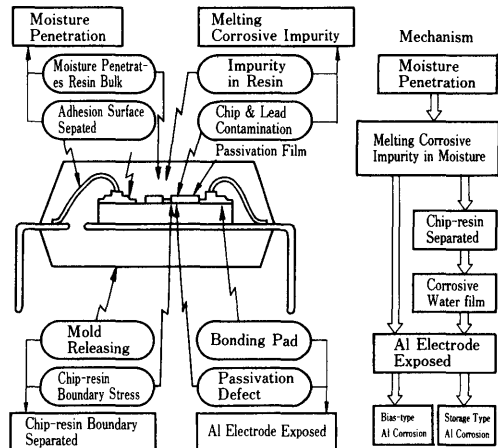 Moisture
Penetration
Melting
Corrosive Impurity
Moisture Penetrat-
es Resin Bulk
Impurity
in Resin
Adhesion Surface
Sepated
Chip & Lead
Contamination
Passivation Film
Mold
Releasing
Bonding Pad
Chip-resin
Boundary Stress
Passivation
Defect
Chip-resin Boundary
Separated
Al Electrode Exposed
Mechanism
Moisture
Penetration
Melting Corrosive
Impurity in Moisture
Chip-resin
Separated
Corrosive
Water film
Al Electrode
Exposed
Bias-type
Al Corrosion
Storage Type
Al Corrosion